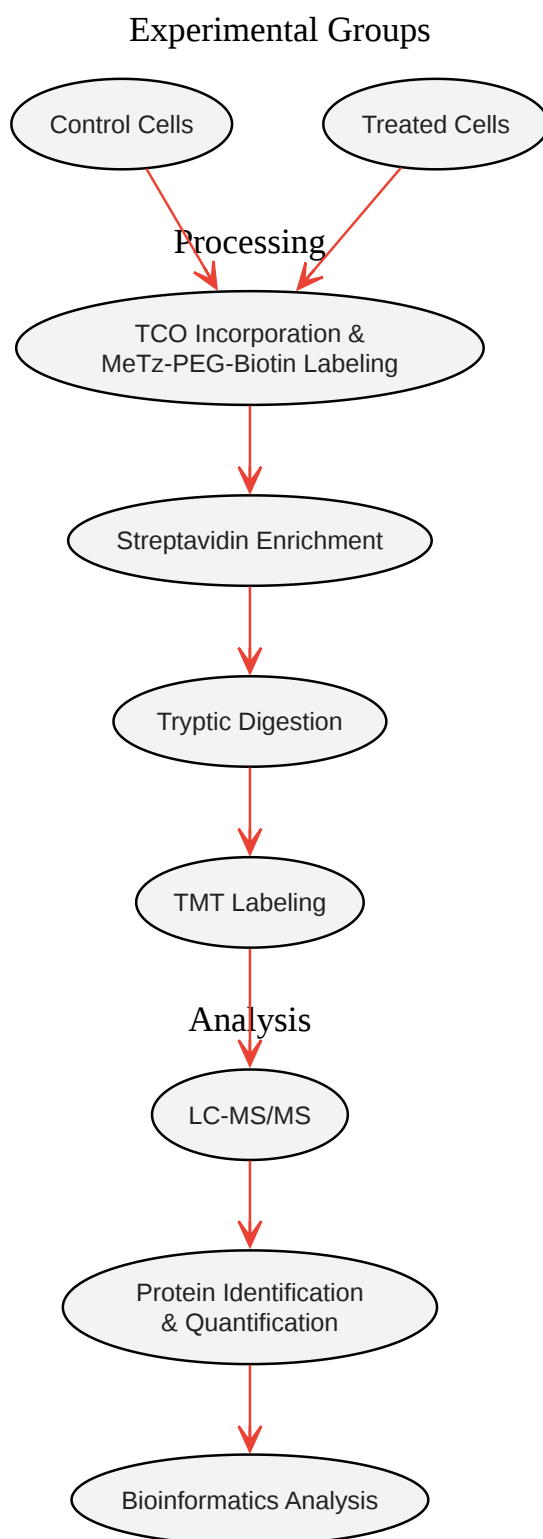 Experimental Groups
Control Cells
Treated Cells
Processing
TCO Incorporation &
MeTz-PEG-Biotin Labeling
Streptavidin Enrichment
Tryptic Digestion
TMT Labeling
Analysis
LC-MS/MS
Protein Identification
& Quantification
Bioinformatics Analysis